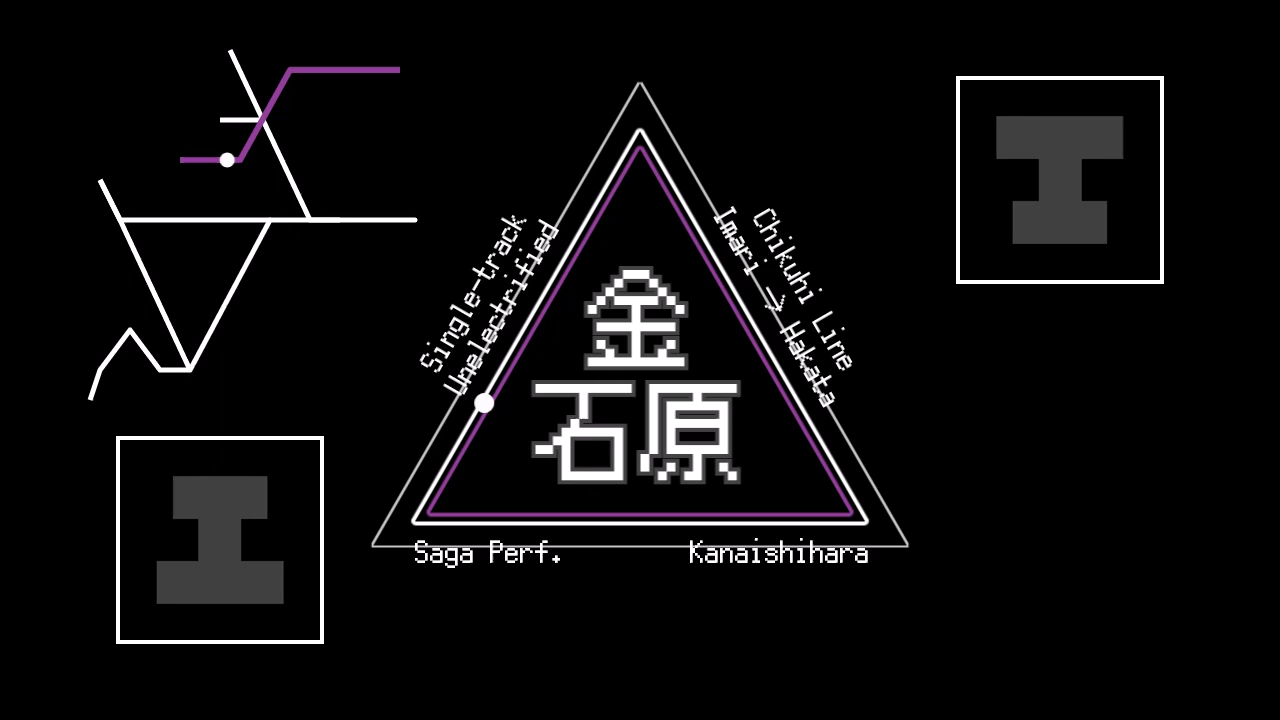 Single-track
Unelectrified
Chikuhi Line
Imari -> Hakata
金
石原
Saga Perf.
Kanaishihara